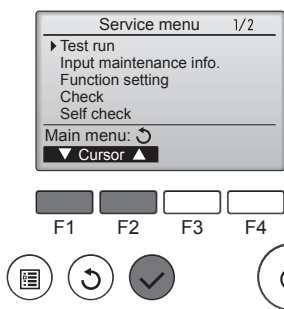 Service menu 1/2
Test run
Input maintenance info.
Function setting
Check
Self check
Main menu:
Cursor
F1 F2 F3 F4